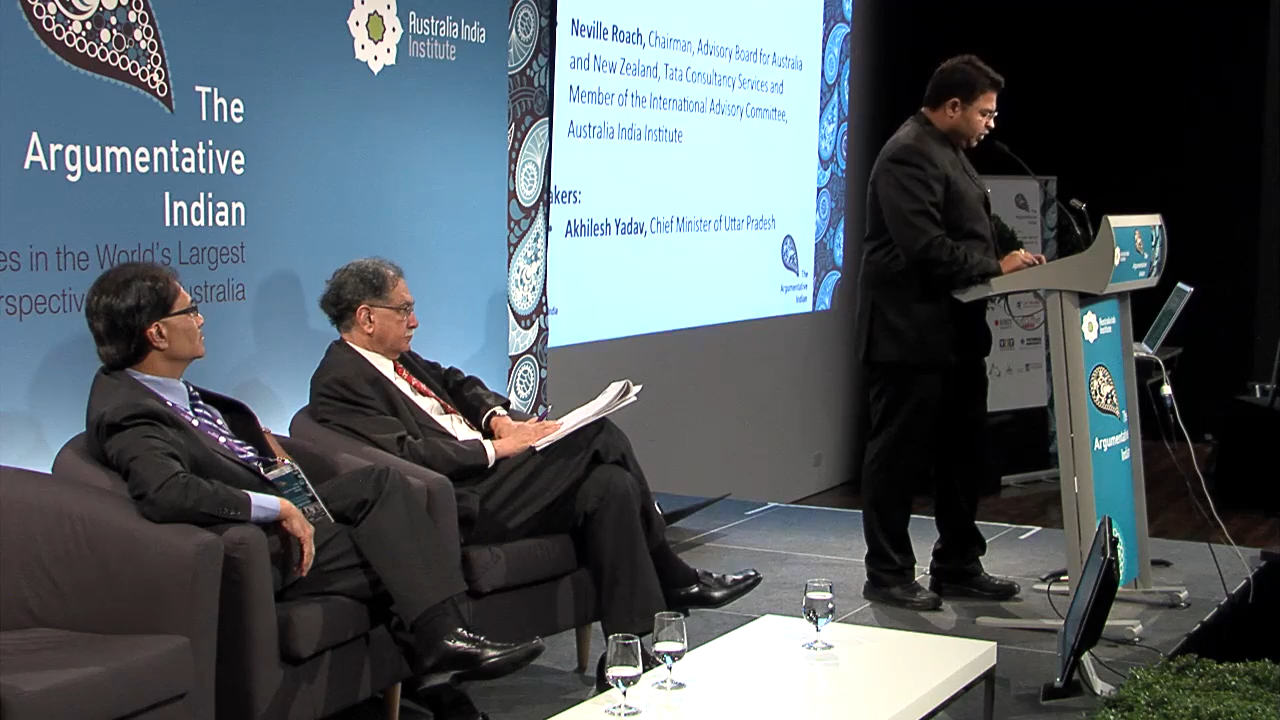 The
Argumentative
Indian
es in the World's Largest
rspectiv
ustralia
Australia India
Institute
Neville Roach, Chairman, Advisory Board for Australia
and New Zealand, Tata Consultancy Services and
Member of the International Advisory Committee,
Australia India Institute
akers:
Akhilesh Yadav, Chief Minister of Uttar Pradesh
The
Argumentative
Indian
The
Argumentative
Indian